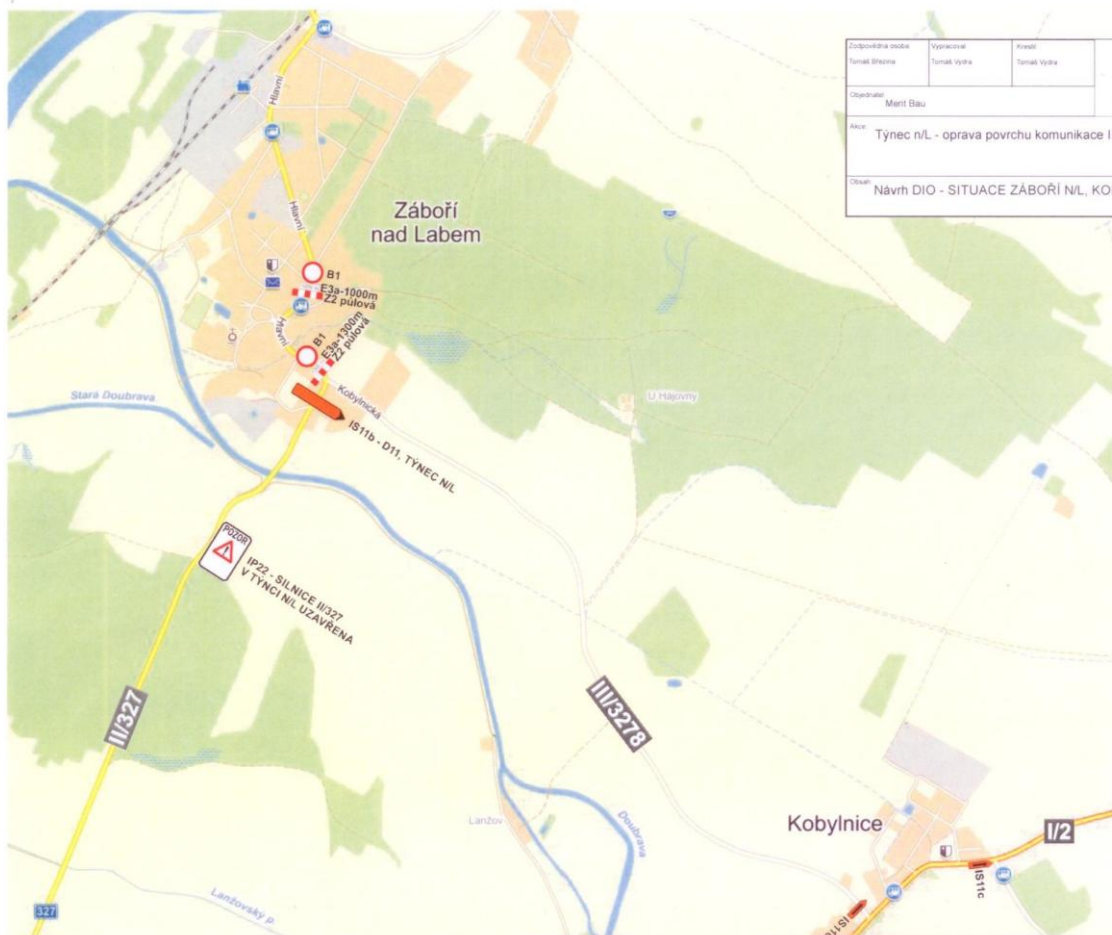 Zodpovědná osoba
Tomáš Březina
Vypracoval
Tomáš Vydra
Kreslil
Tomáš Vydra
Objednatel
Merit Bau
Akce:
Týnec n/L - oprava povrchu komunikace I
Obsah
Návrh DIO - SITUACE ZÁBOŘÍ N/L, KO
Hlavní
Hlavní
Záboří
nad Labem
B1
E3a-1000m
Z2 půlová
Hlavní
B1
E3a-1300m
Z2 půlová
Kobylnická
Stará Doubrava
U Hájovny
IS11b - D11, TÝNEC N/L
POZOR
IP22 - SILNICE II/327
V TÝNCI N/L UZAVŘENA
II/327
III/3278
Lanžov
Doubrava
Kobylnice
I/2
IS11c
Lanžovský p.
327